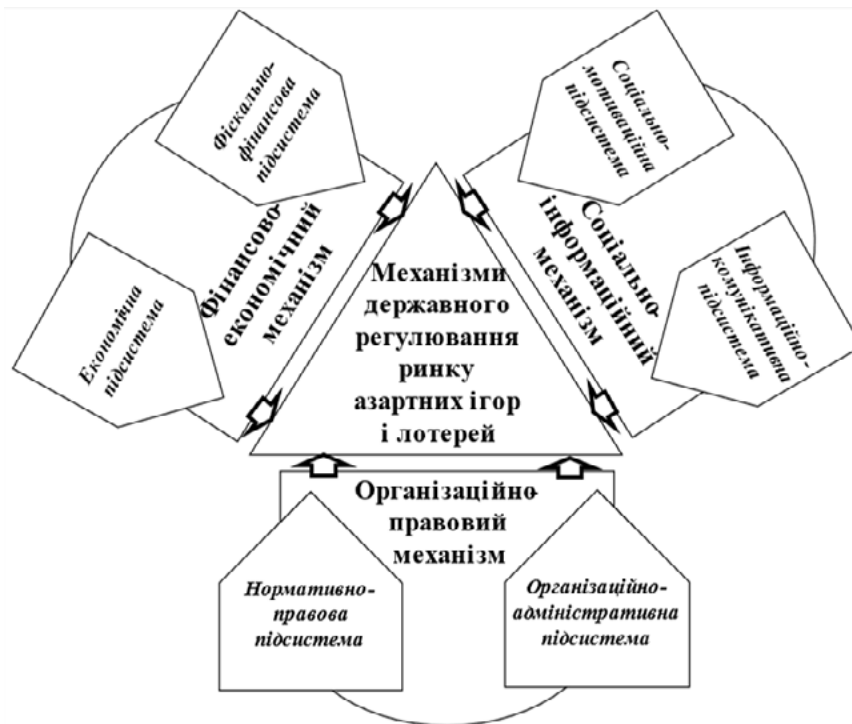 Фіскально-
фінансова
підсистема
Соціально-
мотиваційна
підсистема
Економічна
підсистема
Фінансово-
економічний
механізм
Механізми
державного
регулювання
ринку
азартних ігор
і лотерей
Соціально-
інформаційний
механізм
Інформаційно-
комунікативна
підсистема
Організаційно-
правовий
механізм
Нормативно-
правова
підсистема
Організаційно-
адміністративна
підсистема